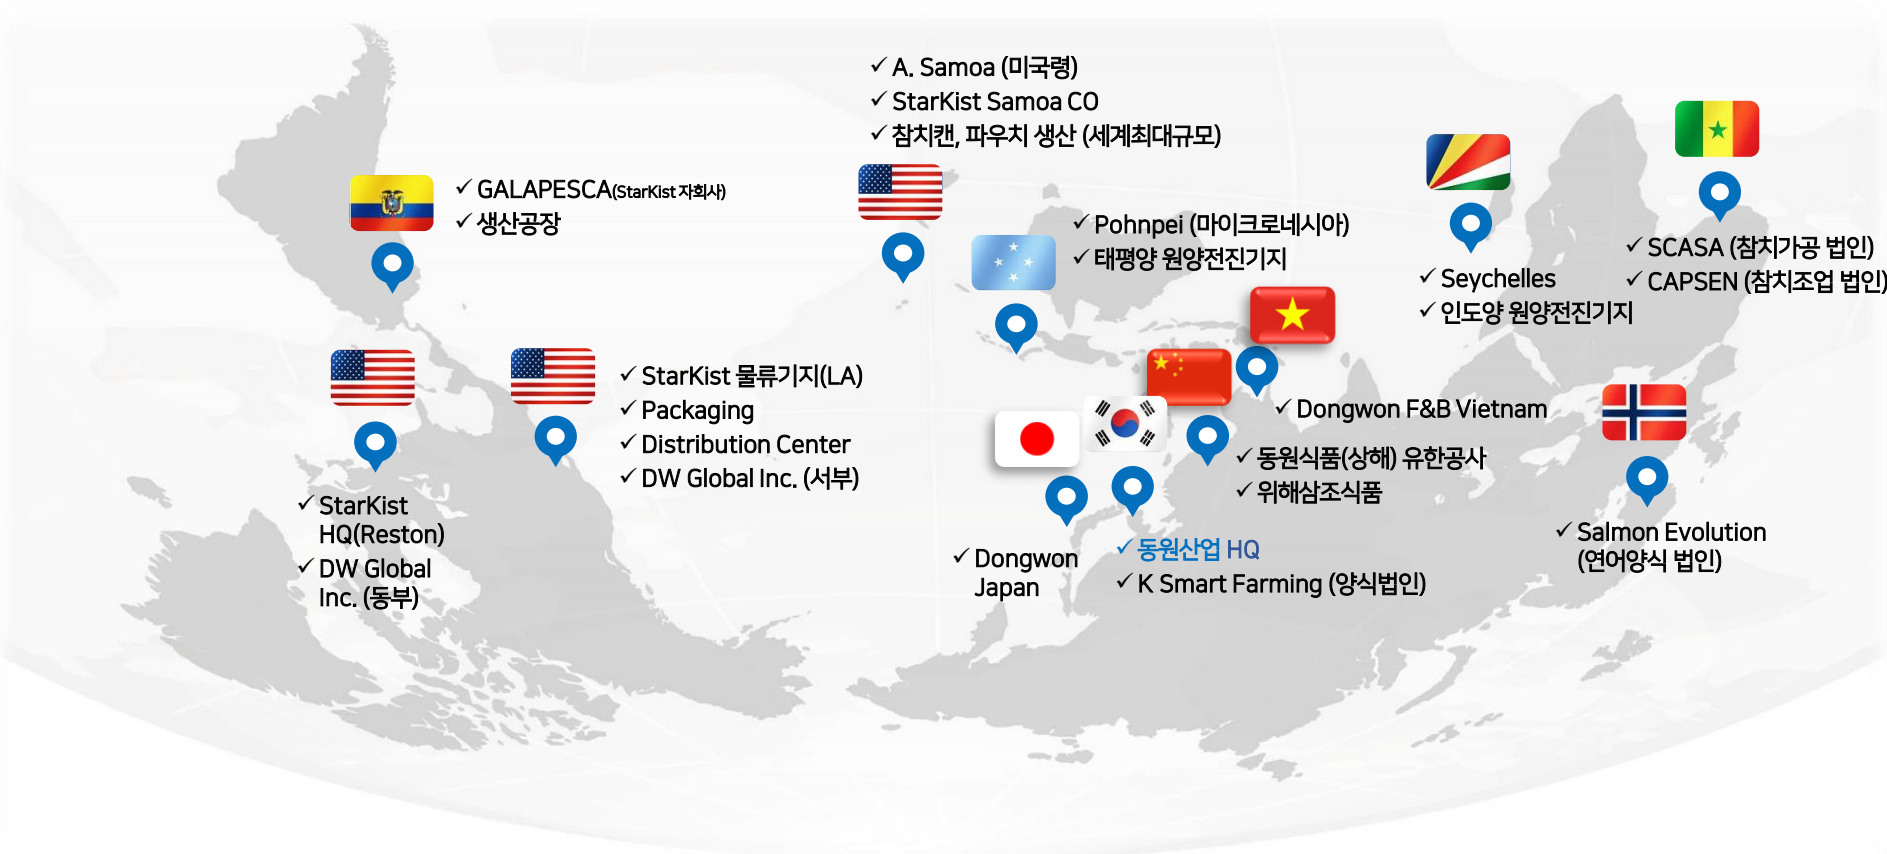 A. Samoa (미국령)
StarKist Samoa CO
참치캔, 파우치 생산 (세계최대규모)
GALAPESCA(StarKist 자회사)
생산공장
Pohnpei (마이크로네시아)
태평양 원양전진기지
SCASA (참치가공 법인)
CAPSEN (참치조업 법인)
Seychelles
인도양 원양전진기지
StarKist 물류기지(LA)
Packaging
Distribution Center
DW Global Inc. (서부)
Dongwon F&B Vietnam
동원식품(상해) 유한공사
위해삼조식품
StarKist
HQ(Reston)
DW Global
Inc. (동부)
Dongwon
Japan
동원산업 HQ
K Smart Farming (양식법인)
Salmon Evolution
(연어양식 법인)